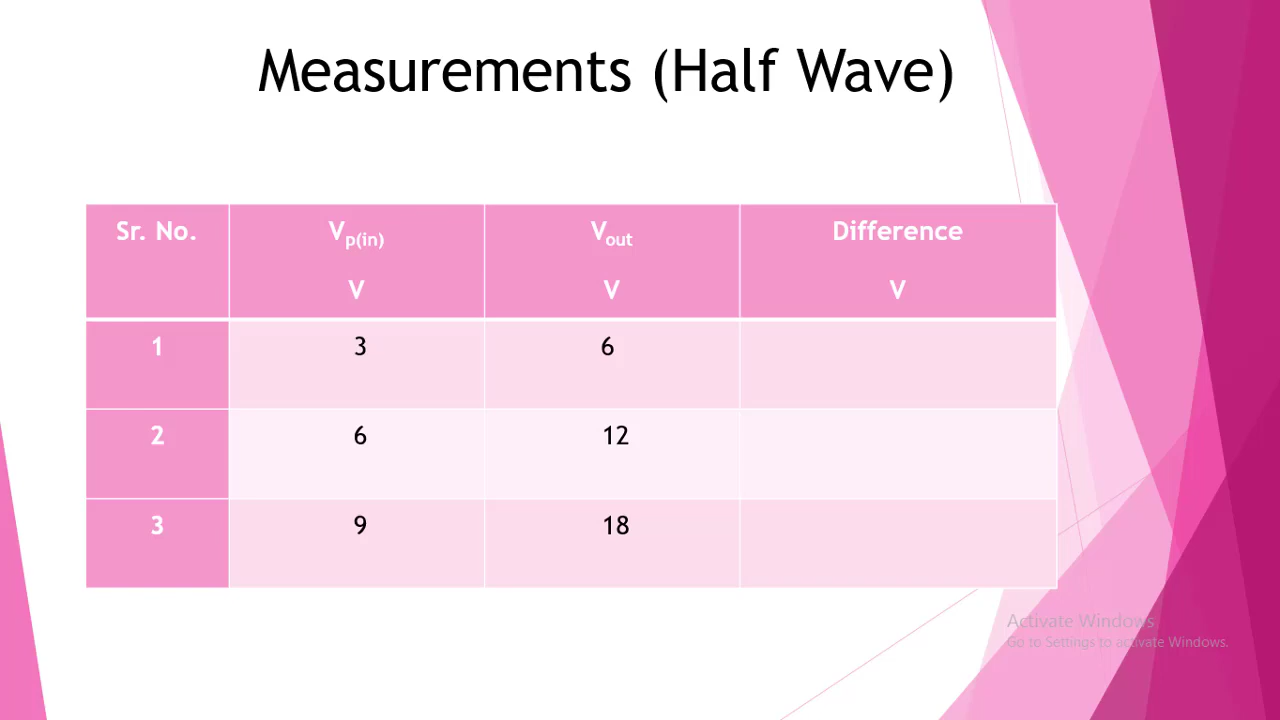 Measurements (Half Wave)
Sr. No. Vp(in) Vout Difference
V V V
1 3 6
2 6 12
3 9 18
Activate Windows
Go to Settings to activate Windows.